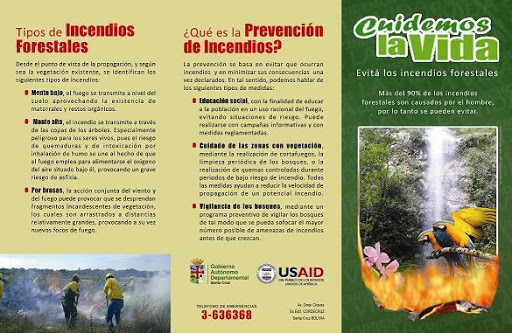 Tipos de Incendios
Forestales
Desde el punto de vista de la propagación, y según
sea la vegetación existente, se identifican los
siguientes tipos de incendios:
Monte bajo, el fuego se transmite a nivel del
suelo aprovechando la existencia de
materiales y restos orgánicos.
Monte alto, el incendio se transmite a través
de las copas de los árboles. Especialmente
peligroso para los seres vivos, pues el riesgo
de quemaduras y de intoxicación por
inhalación de humo se une al hecho de que
el fuego emplea para alimentarse el oxígeno
del aire situado bajo él, provocando un grave
riesgo de asfixia.
Por brasas, la acción conjunta del viento y
del fuego puede provocar que se desprendan
fragmentos incandescentes de vegetación,
los cuales son arrastrados a distancias
relativamente grandes, provocando a su vez
nuevos focos de fuego.
¿Qué es la Prevención
de Incendios?
La prevención se basa en evitar que ocurran
incendios y en minimizar sus consecuencias una
vez declarados. En tal sentido, podemos hablar de
los siguientes tipos de medidas:
Educación social, con la finalidad de educar
a la población en un uso racional del fuego,
evitando situaciones de riesgo. Puede
realizarse con campañas informativas y con
medidas reglamentadas.
Cuidado de las zonas con vegetación,
mediante la realización de cortafuegos, la
limpieza periódica de los bosques, o la
realización de quemas controladas durante
períodos de bajo riesgo de incendio. Todas
las medidas ayudan a reducir la velocidad de
propagación de un potencial incendio.
Vigilancia de los bosques, mediante un
programa preventivo de vigilar los bosques
de tal modo que se pueda sofocar el mayor
número posible de amenazas de incendios
antes de que crezcan.
Gobierno
Autónomo
Departamental
Santa Cruz
USAID
DEL PUEBLO DE LOS ESTADOS
UNIDOS DE AMÉRICA
TELEFONO DE EMERGENCIAS
3-636368
Av. Omar Chávez
Ex Edif. CORDECRUZ
Santa Cruz BOLIVIA
Cuidemos
la Vida
Evitá los incendios forestales
Más del 90% de los incendios
forestales son causados por el hombre,
por lo tanto se pueden evitar.